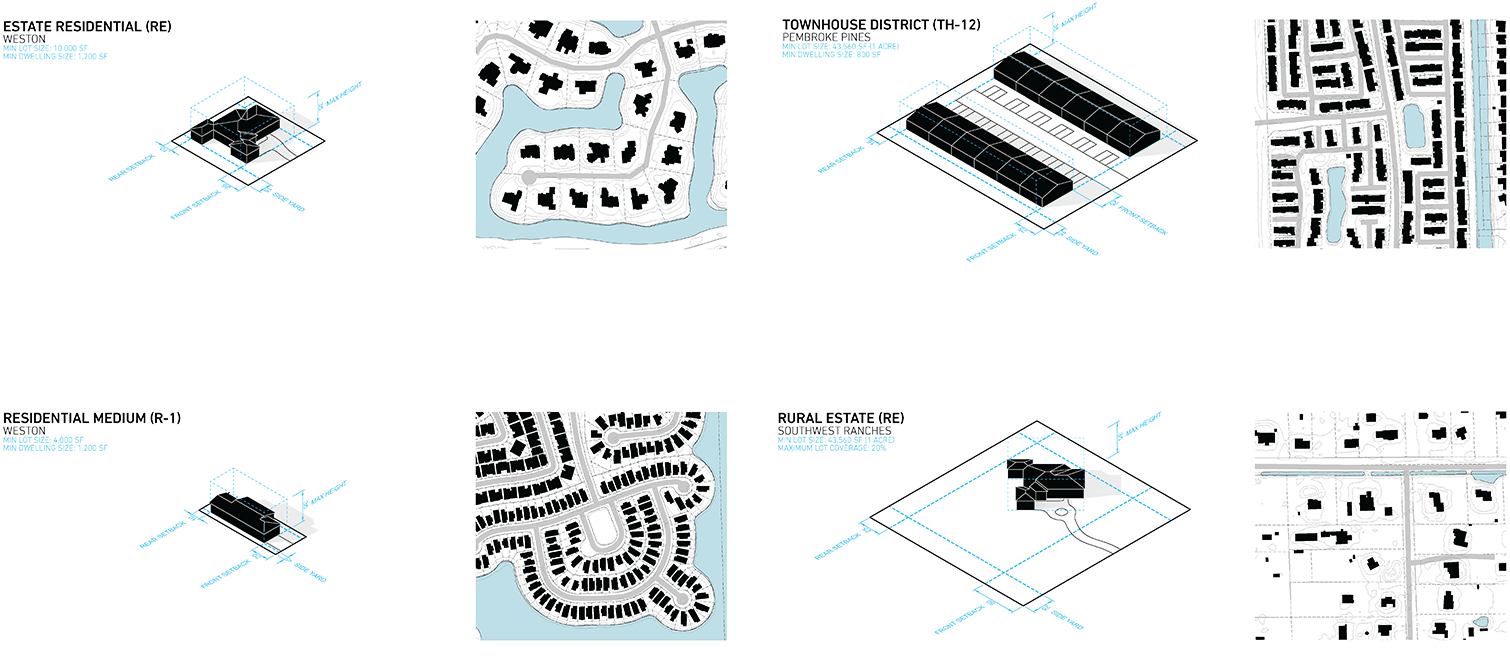 ESTATE RESIDENTIAL (RE)
WESTON
MIN LOT SIZE: 10,000 SF
MIN DWELLING SIZE: 1,200 SF
MAX HEIGHT
REAR SETBACK
FRONT SETBACK
SIDE YARD
TOWNHOUSE DISTRICT (TH-12)
PEMBROKE PINES
MIN LOT SIZE: 43,560 SF (1 ACRE)
MIN DWELLING SIZE: 800 SF
MAX HEIGHT
REAR SETBACK
FRONT SETBACK
FRONT SETBACK
SIDE YARD
RESIDENTIAL MEDIUM (R-1)
WESTON
MIN LOT SIZE: 4,000 SF
MIN DWELLING SIZE: 1,200 SF
MAX HEIGHT
REAR SETBACK
FRONT SETBACK
SIDE YARD
RURAL ESTATE (RE)
SOUTHWEST RANCHES
MIN LOT SIZE: 43,560 SF (1 ACRE)
MAXIMUM LOT COVERAGE: 20%
MAX HEIGHT
REAR SETBACK
FRONT SETBACK
SIDE YARD